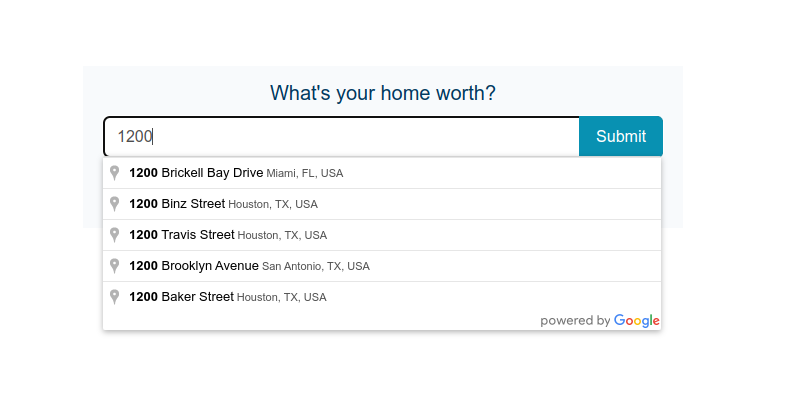 What's your home worth?
1200
Submit
1200 Brickell Bay Drive Miami, FL, USA
1200 Binz Street Houston, TX, USA
1200 Travis Street Houston, TX, USA
1200 Brooklyn Avenue San Antonio, TX, USA
1200 Baker Street Houston, TX, USA
powered by Google